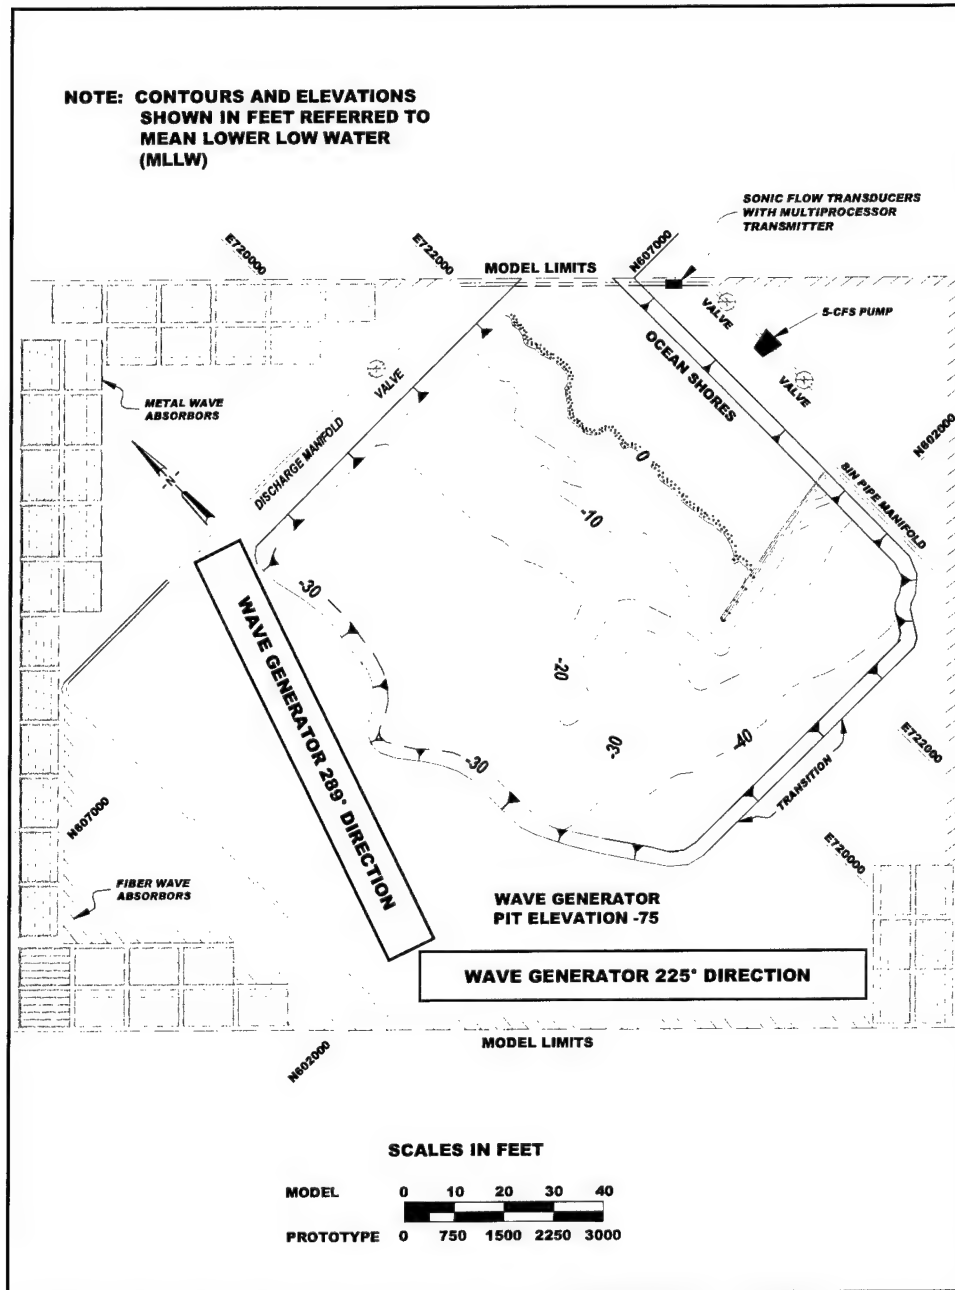 NOTE: CONTOURS AND ELEVATIONS
SHOWN IN FEET REFERRED TO
MEAN LOWER LOW WATER
(MLLW)
SONIC FLOW TRANSDUCERS
WITH MULTIPROCESSOR
TRANSMITTER
E720000
E722000
MODEL LIMITS
N607000
VALVE
5-CFS PUMP
OCEAN SHORES
VALVE
VALVE
METAL WAVE
ABSORBORS
N602000
DISCHARGE MANIFOLD
0
SIN PIPE MANIFOLD
-N-
-10
-30
WAVE GENERATOR 289° DIRECTION
-20
-30
-40
-30
E722000
TRANSITION
N607000
E720000
FIBER WAVE
ABSORBORS
WAVE GENERATOR
PIT ELEVATION -75
WAVE GENERATOR 225° DIRECTION
N602000
MODEL LIMITS
SCALES IN FEET
MODEL 0 10 20 30 40
PROTOTYPE 0 750 1500 2250 3000